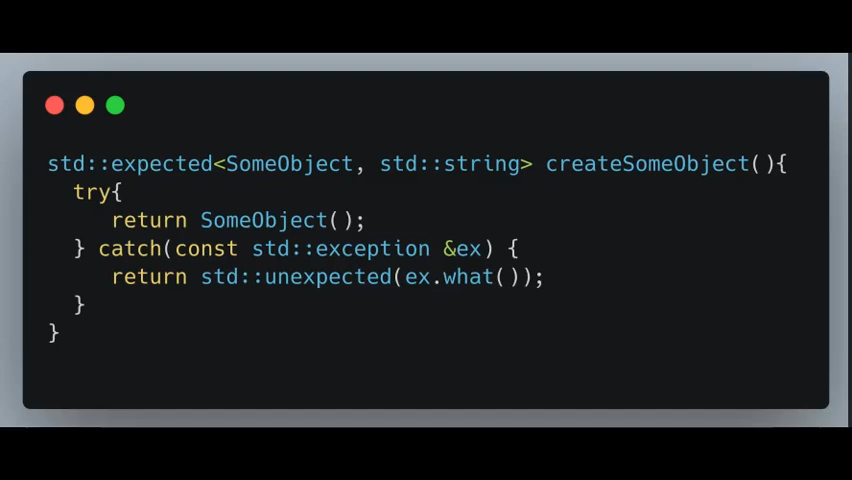 std::expected<SomeObject, std::string> createSomeObject(){
try{
return SomeObject();
} catch(const std::exception &ex) {
return std::unexpected(ex.what());
}
}